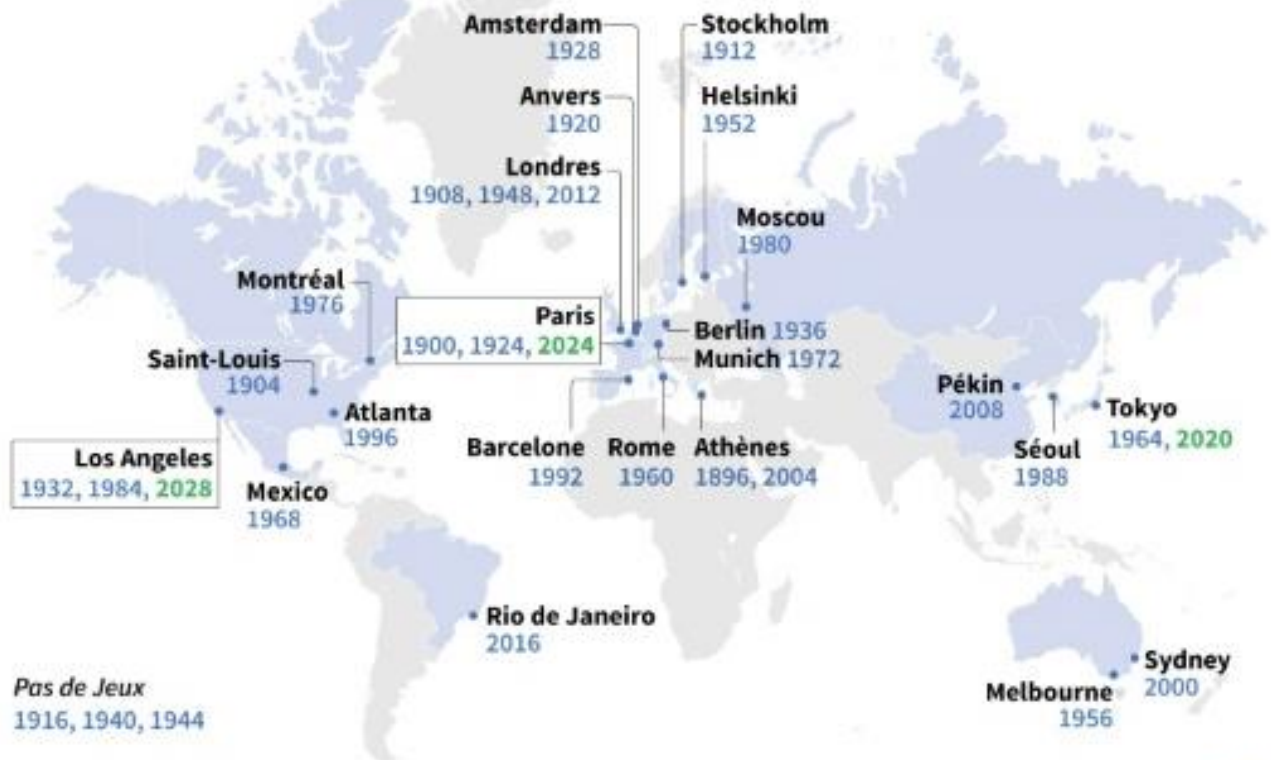 Amsterdam
1928
Stockholm
1912
Anvers
1920
Helsinki
1952
Londres
1908, 1948, 2012
Moscou
1980
Montréal
1976
Paris
1900, 1924, 2024
Berlin 1936
Munich 1972
Saint-Louis
1904
Atlanta
1996
Los Angeles
1932, 1984, 2028
Mexico
1968
Barcelone
1992
Rome
1960
Athènes
1896, 2004
Pékin
2008
Séoul
1988
Tokyo
1964, 2020
Rio de Janeiro
2016
Sydney
2000
Melbourne
1956
Pas de Jeux
1916, 1940, 1944